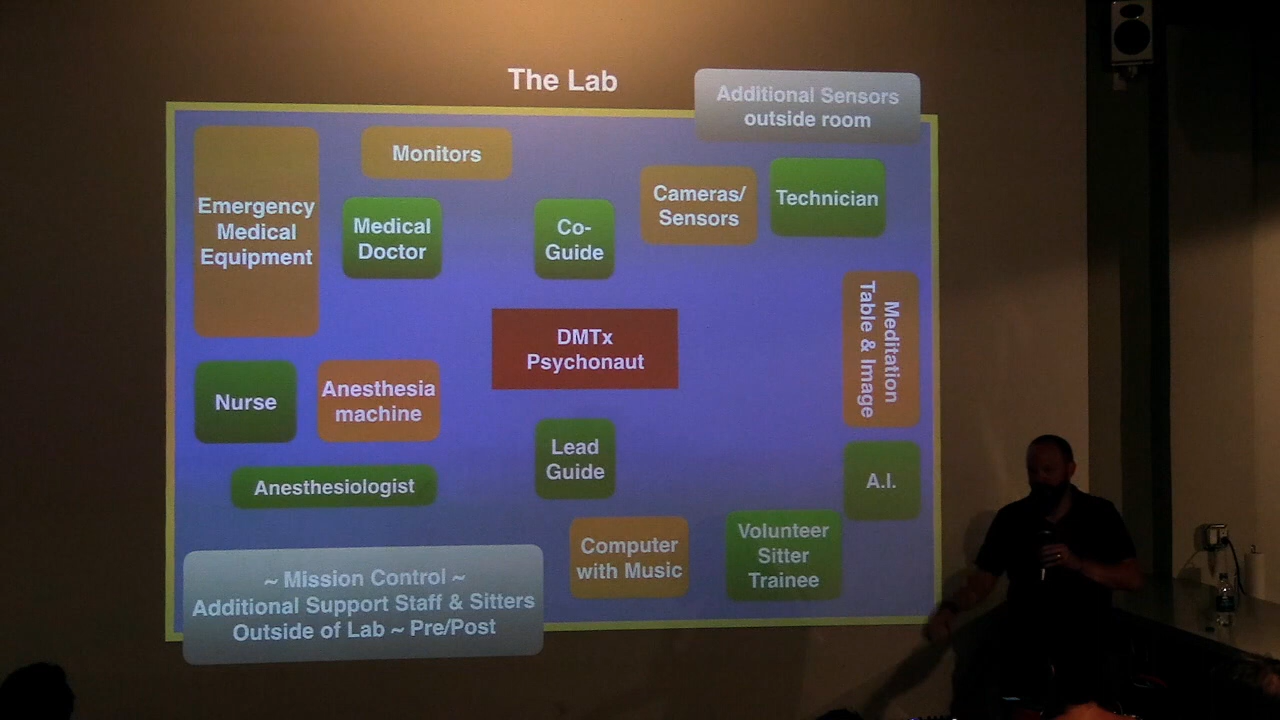 The Lab
Additional Sensors
outside room
Monitors
Emergency
Medical
Equipment
Medical
Doctor
Co-
Guide
Cameras/
Sensors
Technician
DMTx
Psychonaut
Meditation
Table & Image
Nurse
Anesthesia
machine
Lead
Guide
A.I.
Anesthesiologist
Computer
with Music
Volunteer
Sitter
Trainee
~ Mission Control ~
Additional Support Staff & Sitters
Outside of Lab ~ Pre/Post